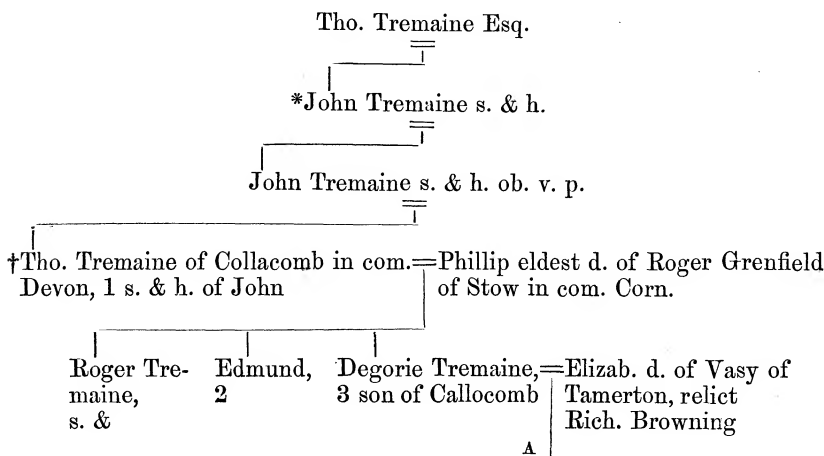 Tho. Tremaine Esq.
*John Tremaine s. & h.
John Tremaine s. & h. ob. v. p.
†Tho. Tremaine of Collacomb in com.=Phillip eldest d. of Roger Grenfield
Devon, 1 s. & h. of John
of Stow in com. Corn.
Roger Tre-
maine,
s. &
Edmund,
2
Degorie Tremaine,=Elizab. d. of Vasy of
3 son of Callocomb
Tamerton, relict
Rich. Browning
A